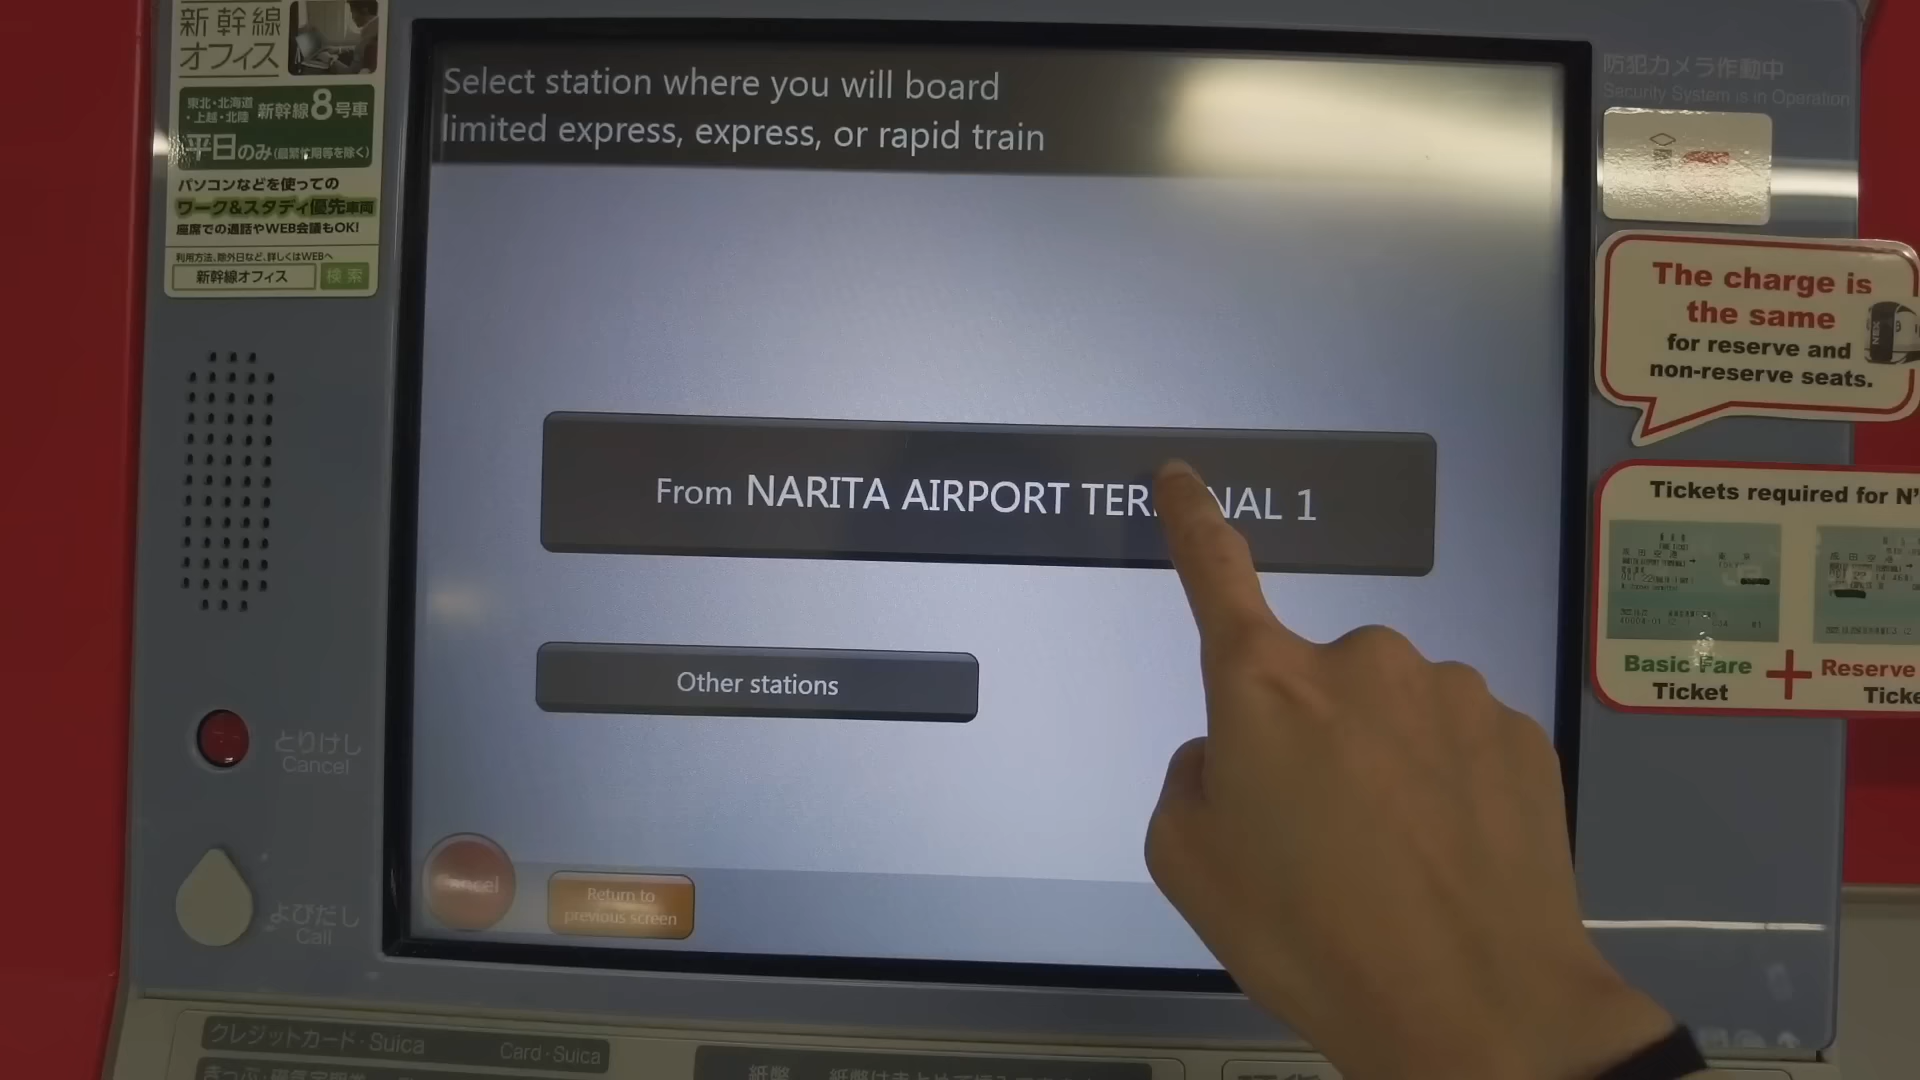 新幹線
オフィス
東北・北海道
・上越・北陸
新幹線8号車
平日のみ(最繁忙期等を除く)
パソコンなどを使っての
ワーク&スタディ優先車両
座席での通話やWEB会議もOK!
利用方法、除外日など、詳しくはWEBへ
新幹線オフィス 検索
Select station where you will board
limited express, express, or rapid train
From NARITA AIRPORT TERMINAL 1
Other stations
Cancel
Return to
previous screen
とりけし
Cancel
よびだし
Call
防犯カメラ作動中
Security System is in Operation
The charge is
the same
for reserve and
non-reserve seats.
NEX
Tickets required for N'
Basic Fare
Ticket
+
Reserve
Ticke
クレジットカード・Suica
Card・Suica
紙幣